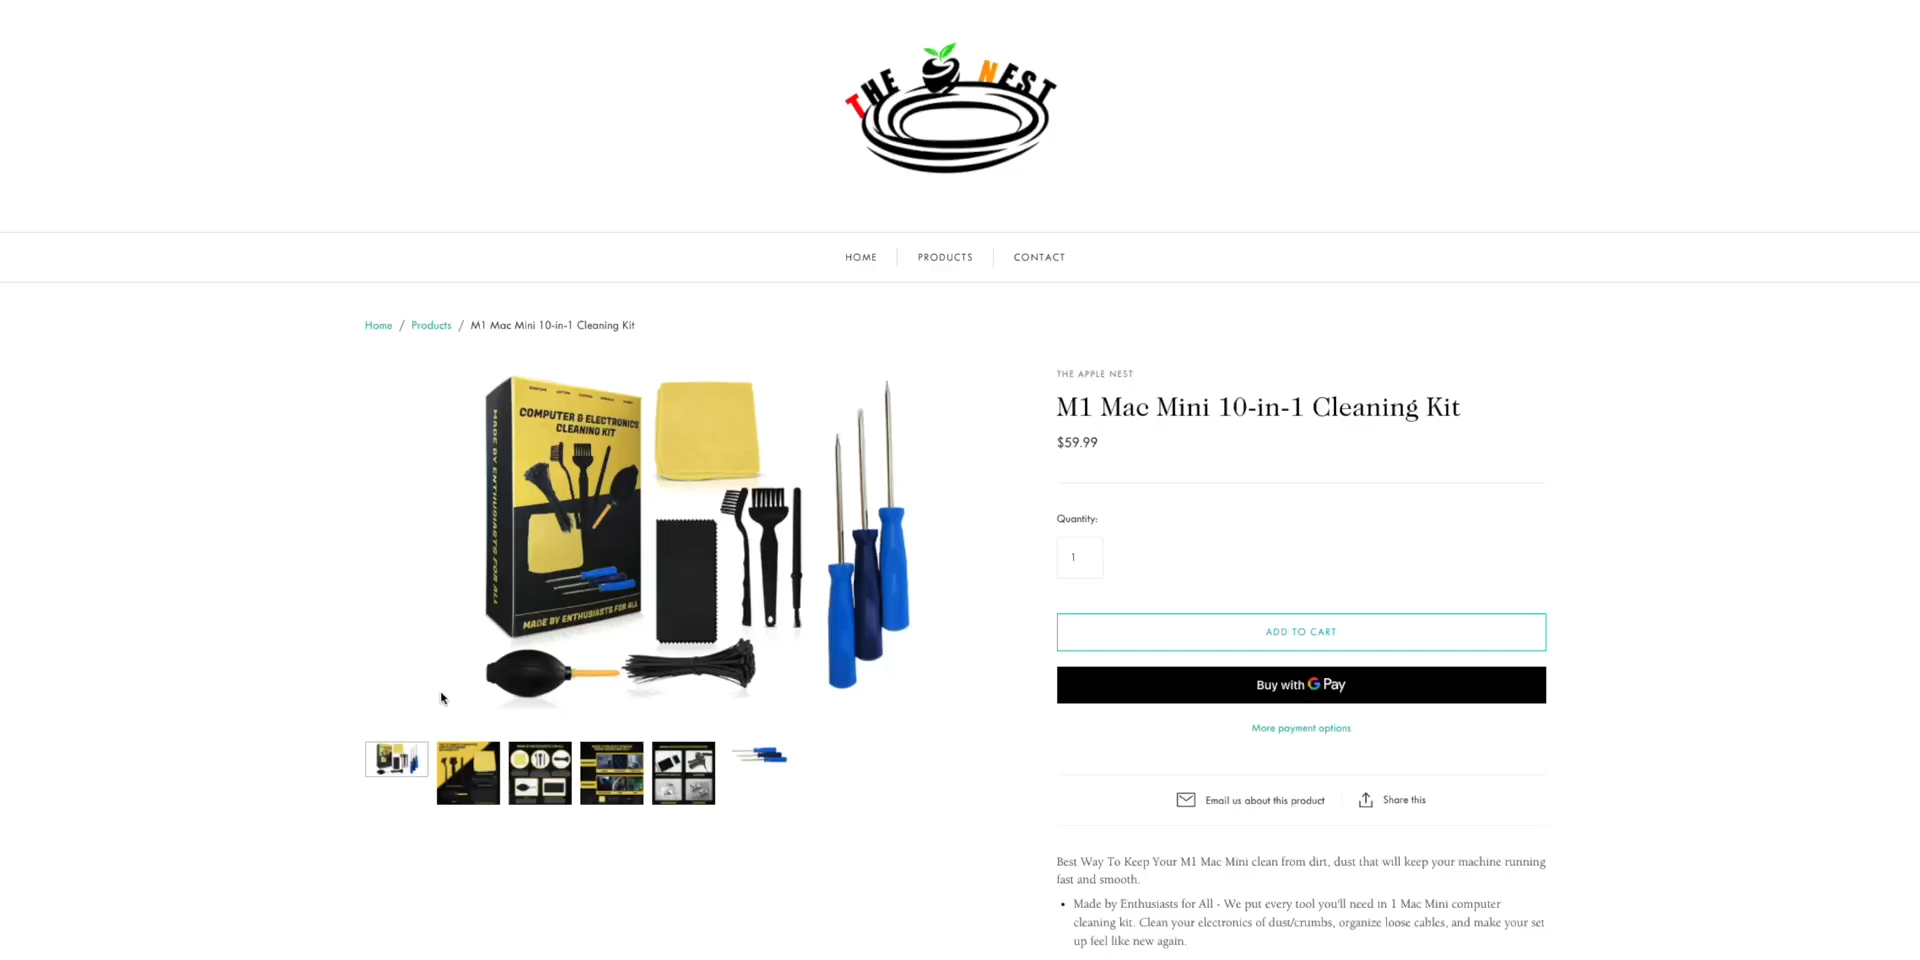 THE NEST
HOME
PRODUCTS
CONTACT
Home / Products / M1 Mac Mini 10-in-1 Cleaning Kit
COMPUTER & ELECTRONICS
CLEANING KIT
MADE BY ENTHUSIASTS FOR ALL
MADE BY ENTHUSIASTS FOR ALL
THE APPLE NEST
M1 Mac Mini 10-in-1 Cleaning Kit
$59.99
Quantity:
1
ADD TO CART
Buy with G Pay
More payment options
Email us about this product
Share this
Best Way To Keep Your M1 Mac Mini clean from dirt, dust that will keep your machine running
fast and smooth.
• Made by Enthusiasts for All - We put every tool you'll need in 1 Mac Mini computer
cleaning kit. Clean your electronics of dust/crumbs, organize loose cables, and make your set
up feel like new again.